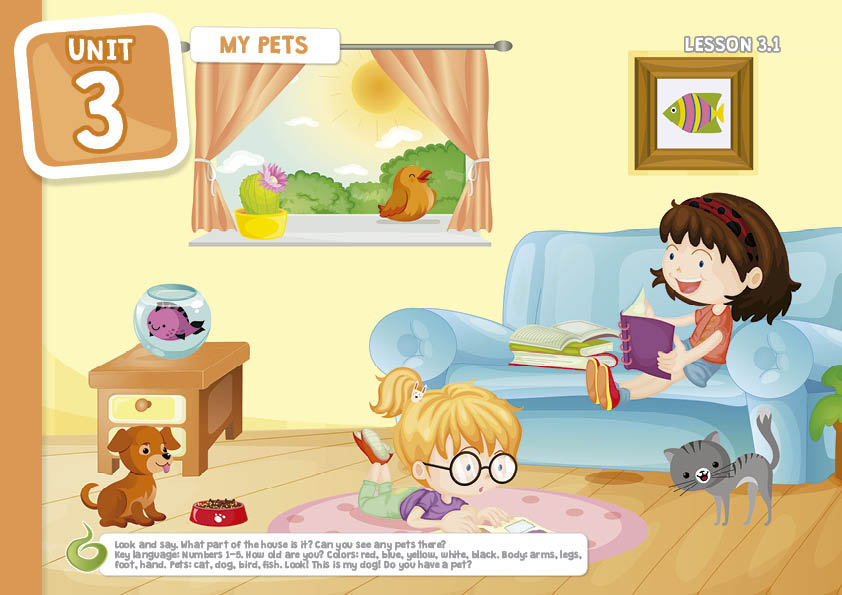 UNIT
3
MY PETS
LESSON 3.1
Look and say. What part of the house is it? Can you see any pets there?
Key language: Numbers 1-5. How old are you? Colors: red, blue, yellow, white, black. Body: arms, legs,
foot, hand. Pets: cat, dog, bird, fish. Look! This is my dog! Do you have a pet?